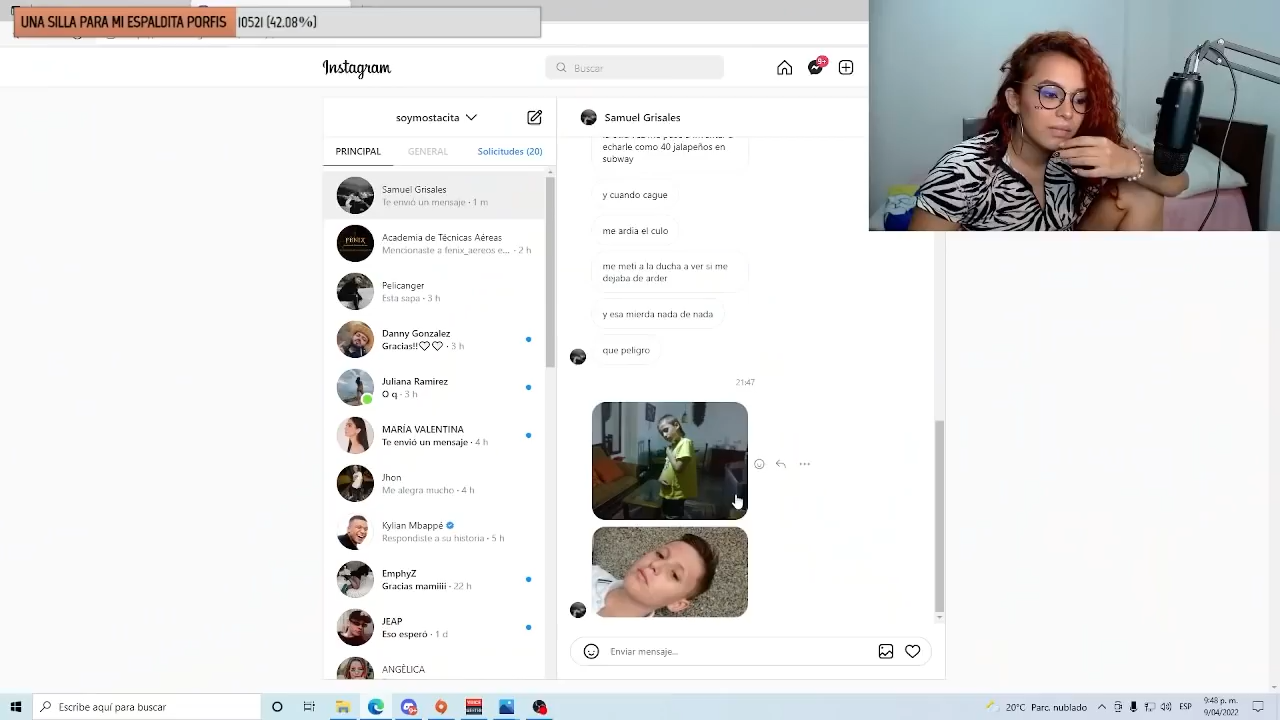 UNA SILLA PARA MI ESPALDITA PORFIS
10521 (42.08%)
Instagram
Buscar
9+
soymostacita
Samuel Grisales
PRINCIPAL
GENERAL
Solicitudes (20)
Samuel Grisales
Te envió un mensaje · 1 m
Academia de Técnicas Aéreas
Mencionaste a fenix_aereos e... · 2 h
FENIX
Pelicanger
Esta sapa · 3 h
Danny Gonzalez
Gracias!!♡♡ · 3 h
Juliana Ramirez
O q · 3 h
MARÍA VALENTINA
Te envió un mensaje · 4 h
Jhon
Me alegra mucho · 4 h
Kylian Mbappé
Respondiste a su historia · 5 h
EmphyZ
Gracias mamiiii · 22 h
JEAP
Eso esperó · 1 d
ANGÉLICA
echarle como 40 jalapeños en
subway
y cuando cague
me ardia el culo
me meti a la ducha a ver si me
dejaba de arder
y esa mierda nada de nada
que peligro
21:47
Enviar mensaje...
Escribe aquí para buscar
20°C Parc. nublado
ESP
9:48 p.m.
9/04/2022